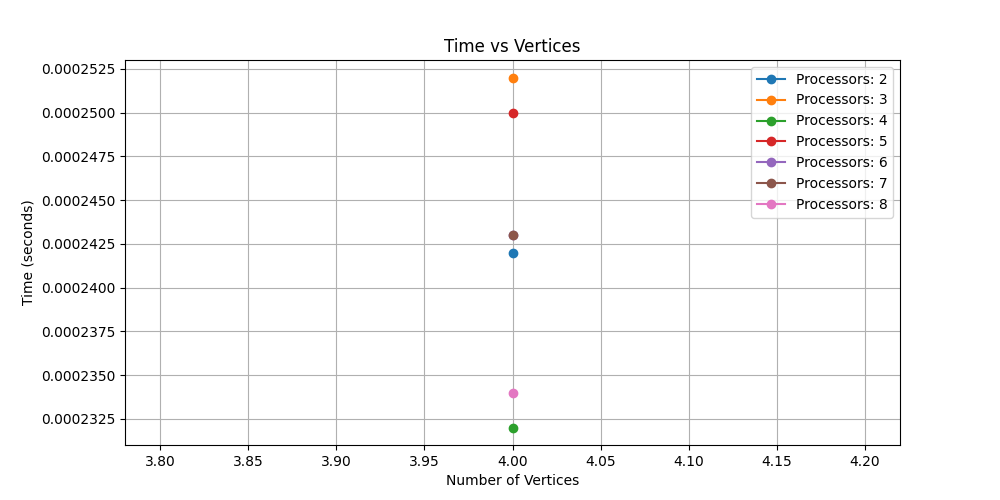 Time vs Vertices
0.0002525
0.0002500
0.0002475
0.0002450
0.0002425
0.0002400
0.0002375
0.0002350
0.0002325
Time (seconds)
Processors: 2
Processors: 3
Processors: 4
Processors: 5
Processors: 6
Processors: 7
Processors: 8
3.80 3.85 3.90 3.95 4.00 4.05 4.10 4.15 4.20
Number of Vertices